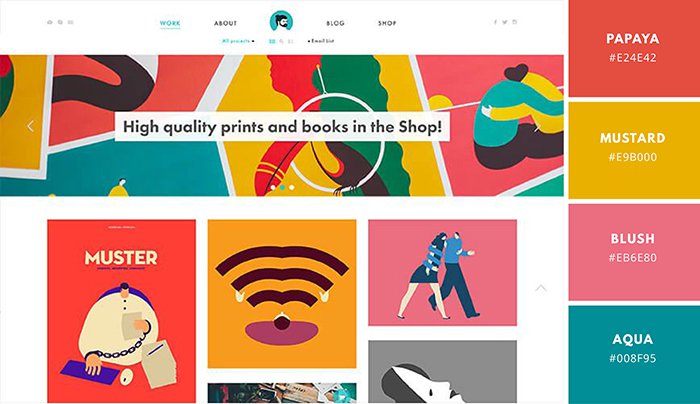 WORK ABOUT BLOG SHOP
All projects Email List
High quality prints and books in the Shop!
MUSTER
PAPAYA
#E24E42
MUSTARD
#E9B000
BLUSH
#EB6E80
AQUA
#008F95